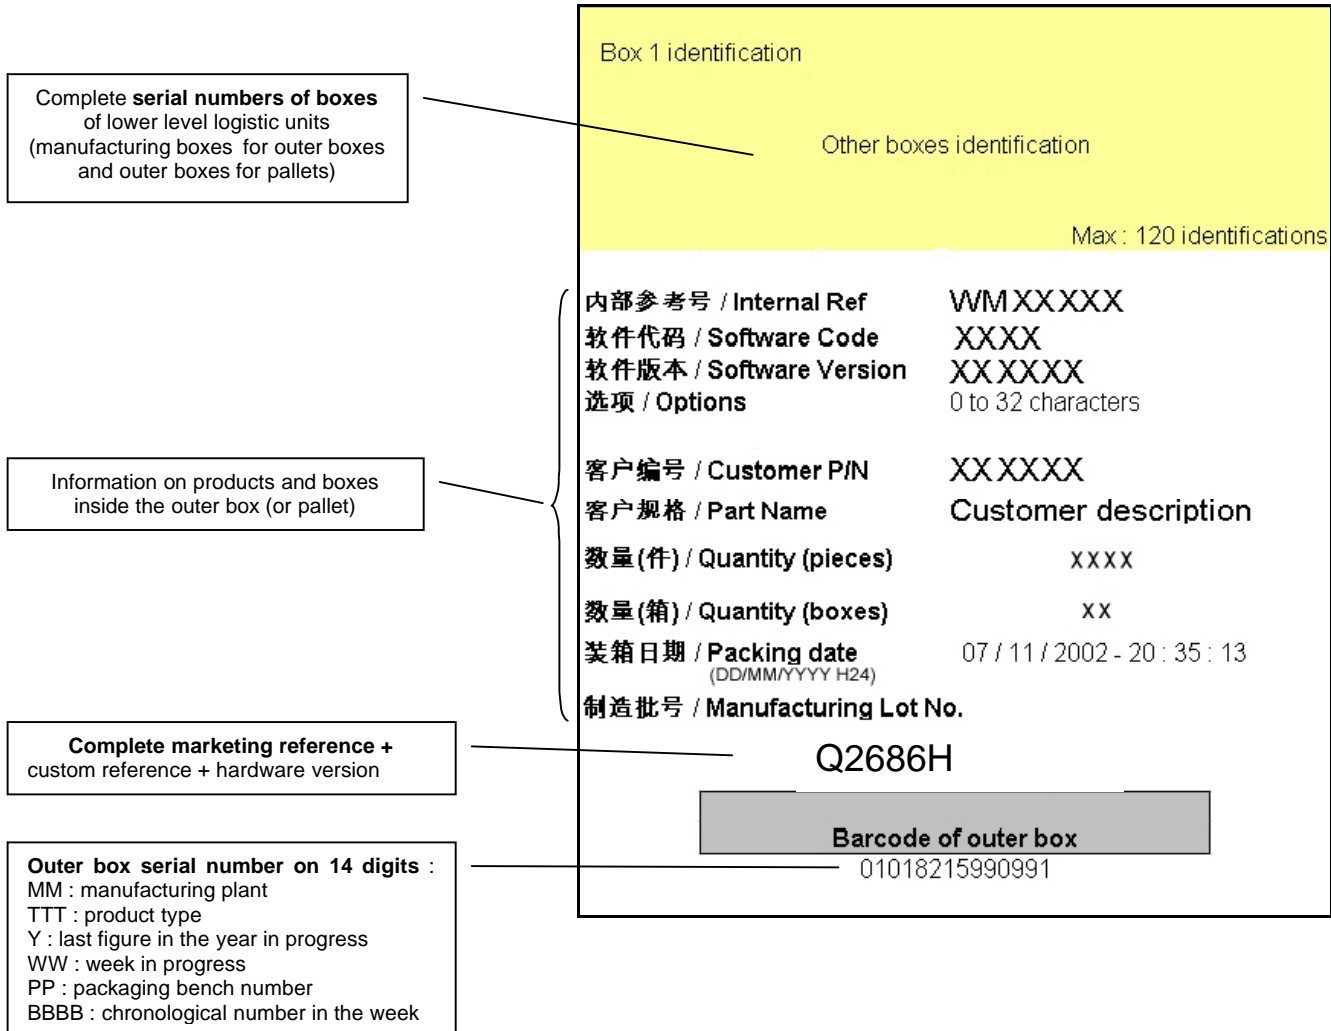 Box 1 identification
Complete serial numbers of boxes
of lower level logistic units
(manufacturing boxes for outer boxes
and outer boxes for pallets)
Other boxes identification
Max : 120 identifications
内部参考号 / Internal Ref WMXXXXX
软件代码 / Software Code XXXX
软件版本 / Software Version XXXXXX
选项 / Options 0 to 32 characters
Information on products and boxes
inside the outer box (or pallet)
客户编号 / Customer P/N XXXXXX
客户规格 / Part Name Customer description
数量(件) / Quantity (pieces) XXXX
数量(箱) / Quantity (boxes) XX
装箱日期 / Packing date 07 / 11 / 2002 - 20 : 35 : 13
(DD/MM/YYYY H24)
制造批号 / Manufacturing Lot No.
Complete marketing reference +
custom reference + hardware version
Q2686H
Barcode of outer box
01018215990991
Outer box serial number on 14 digits :
MM : manufacturing plant
TTT : product type
Y : last figure in the year in progress
WW : week in progress
PP : packaging bench number
BBBB : chronological number in the week